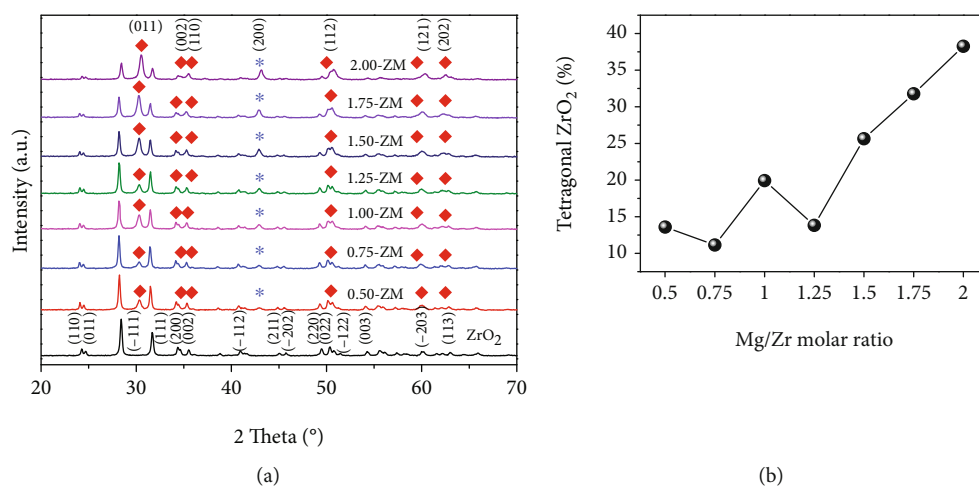 (011)
(002)
(110)
(200)
(112)
(121)
(202)
2.00-ZM
1.75-ZM
1.50-ZM
1.25-ZM
1.00-ZM
0.75-ZM
0.50-ZM
ZrO2
(110)
(011)
(−111)
(111)
(200)
(002)
(−112)
(211)
(−202)
(220)
(022)
(−122)
(003)
(−203)
(113)
Intensity (a.u.)
20 30 40 50 60 70
2 Theta (°)
(a)
Tetragonal ZrO2 (%)
45
40
35
30
25
20
15
10
0.5 0.75 1 1.25 1.5 1.75 2
Mg/Zr molar ratio
(b)